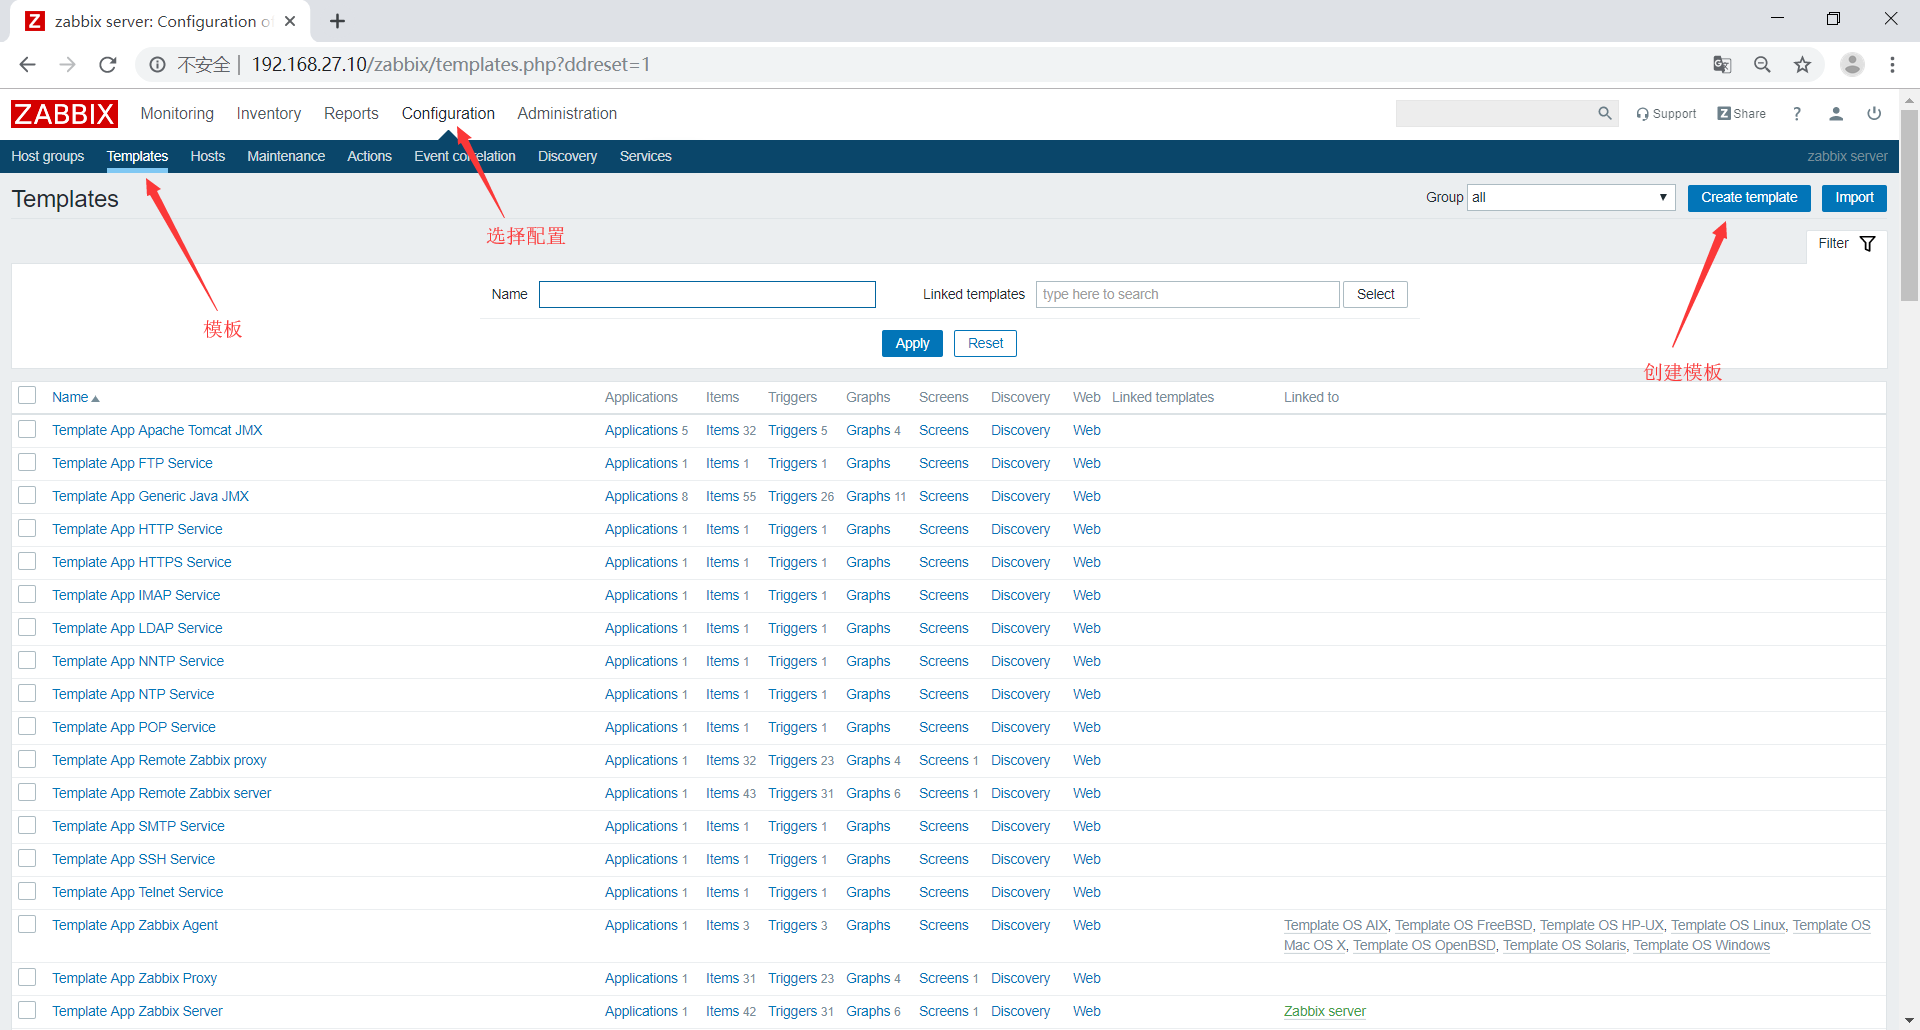 zabbix server: Configuration o
不安全 | 192.168.27.10/zabbix/templates.php?ddreset=1
ZABBIX Monitoring Inventory Reports Configuration Administration Support Z Share ?
Host groups Templates Hosts Maintenance Actions Event correlation Discovery Services zabbix server
Templates Group all Create template Import
选择配置
Filter
Name Linked templates type here to search Select
模板
Apply Reset
创建模板
Name Applications Items Triggers Graphs Screens Discovery Web Linked templates Linked to
Template App Apache Tomcat JMX Applications 5 Items 32 Triggers 5 Graphs 4 Screens Discovery Web
Template App FTP Service Applications 1 Items 1 Triggers 1 Graphs Screens Discovery Web
Template App Generic Java JMX Applications 8 Items 55 Triggers 26 Graphs 11 Screens Discovery Web
Template App HTTP Service Applications 1 Items 1 Triggers 1 Graphs Screens Discovery Web
Template App HTTPS Service Applications 1 Items 1 Triggers 1 Graphs Screens Discovery Web
Template App IMAP Service Applications 1 Items 1 Triggers 1 Graphs Screens Discovery Web
Template App LDAP Service Applications 1 Items 1 Triggers 1 Graphs Screens Discovery Web
Template App NNTP Service Applications 1 Items 1 Triggers 1 Graphs Screens Discovery Web
Template App NTP Service Applications 1 Items 1 Triggers 1 Graphs Screens Discovery Web
Template App POP Service Applications 1 Items 1 Triggers 1 Graphs Screens Discovery Web
Template App Remote Zabbix proxy Applications 1 Items 32 Triggers 23 Graphs 4 Screens 1 Discovery Web
Template App Remote Zabbix server Applications 1 Items 43 Triggers 31 Graphs 6 Screens 1 Discovery Web
Template App SMTP Service Applications 1 Items 1 Triggers 1 Graphs Screens Discovery Web
Template App SSH Service Applications 1 Items 1 Triggers 1 Graphs Screens Discovery Web
Template App Telnet Service Applications 1 Items 1 Triggers 1 Graphs Screens Discovery Web
Template App Zabbix Agent Applications 1 Items 3 Triggers 3 Graphs Screens Discovery Web Template OS AIX, Template OS FreeBSD, Template OS HP-UX, Template OS Linux, Template OS
Mac OS X, Template OS OpenBSD, Template OS Solaris, Template OS Windows
Template App Zabbix Proxy Applications 1 Items 31 Triggers 23 Graphs 4 Screens 1 Discovery Web
Template App Zabbix Server Applications 1 Items 42 Triggers 31 Graphs 6 Screens 1 Discovery Web Zabbix server